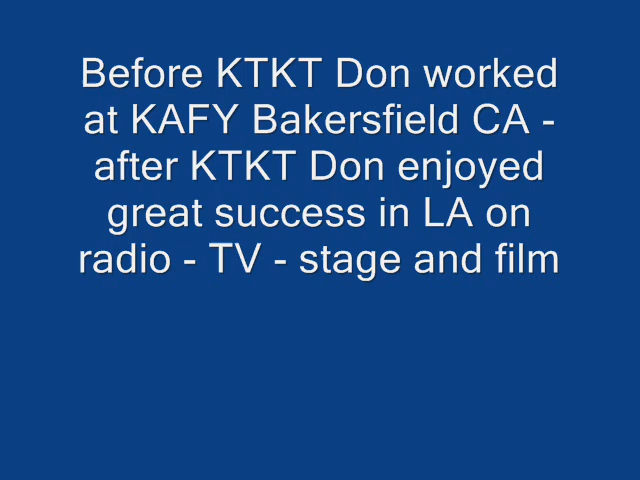 Before KTKT Don worked
at KAFY Bakersfield CA -
after KTKT Don enjoyed
great success in LA on
radio - TV - stage and film